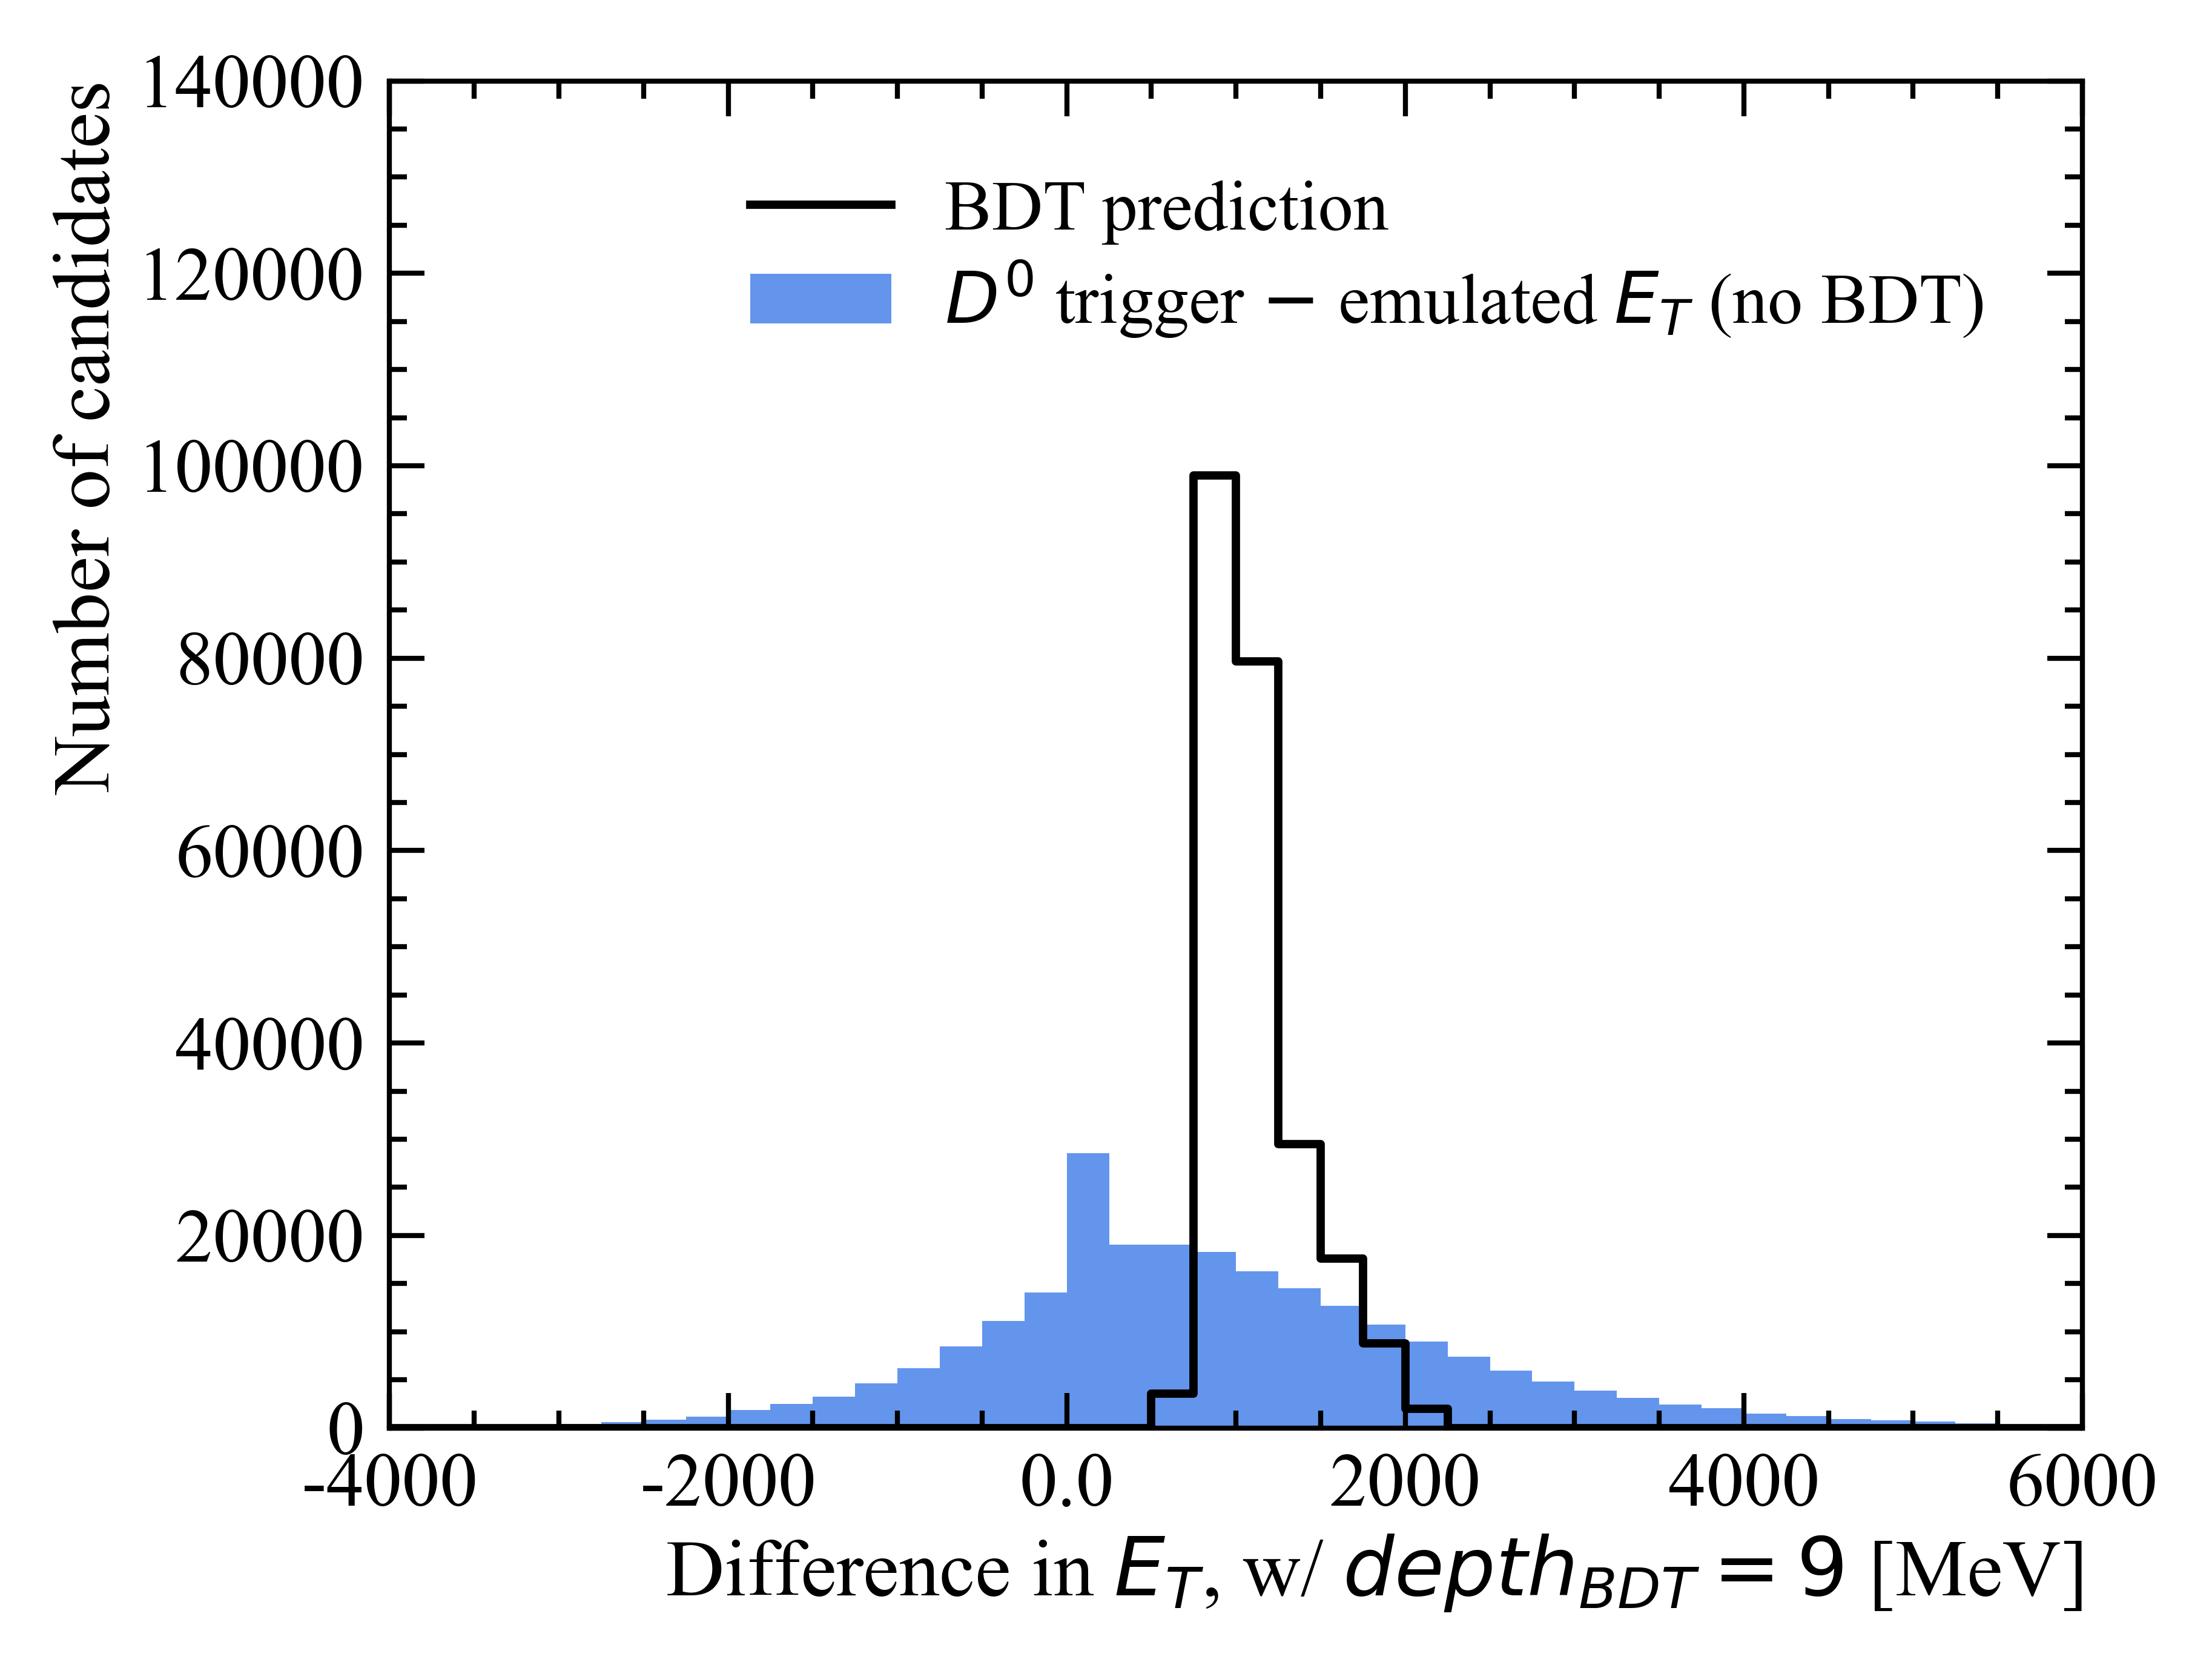 Number of candidates
140000
120000
100000
80000
60000
40000
20000
0
BDT prediction
D⁰ trigger − emulated E_T (no BDT)
-4000 -2000 0.0 2000 4000 6000
Difference in E_T, w/ depth_BDT = 9 [MeV]